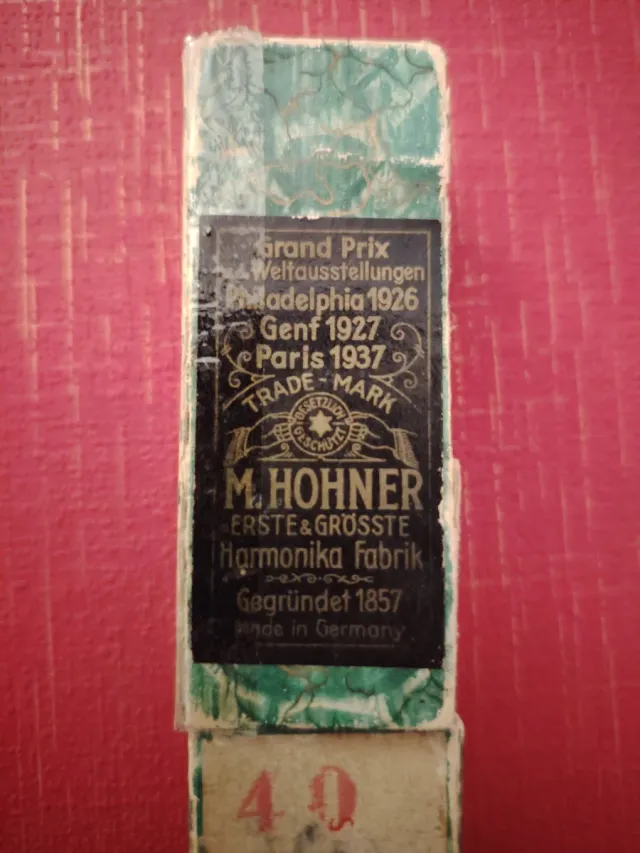 Grand Prix
Weltausstellungen
Philadelphia 1926
Genf 1927
Paris 1937
TRADE-MARK
GESETZLICH
GESCHÜTZT
M. HOHNER
ERSTE & GRÖSSTE
Harmonika Fabrik
Gegründet 1857
Made in Germany
40